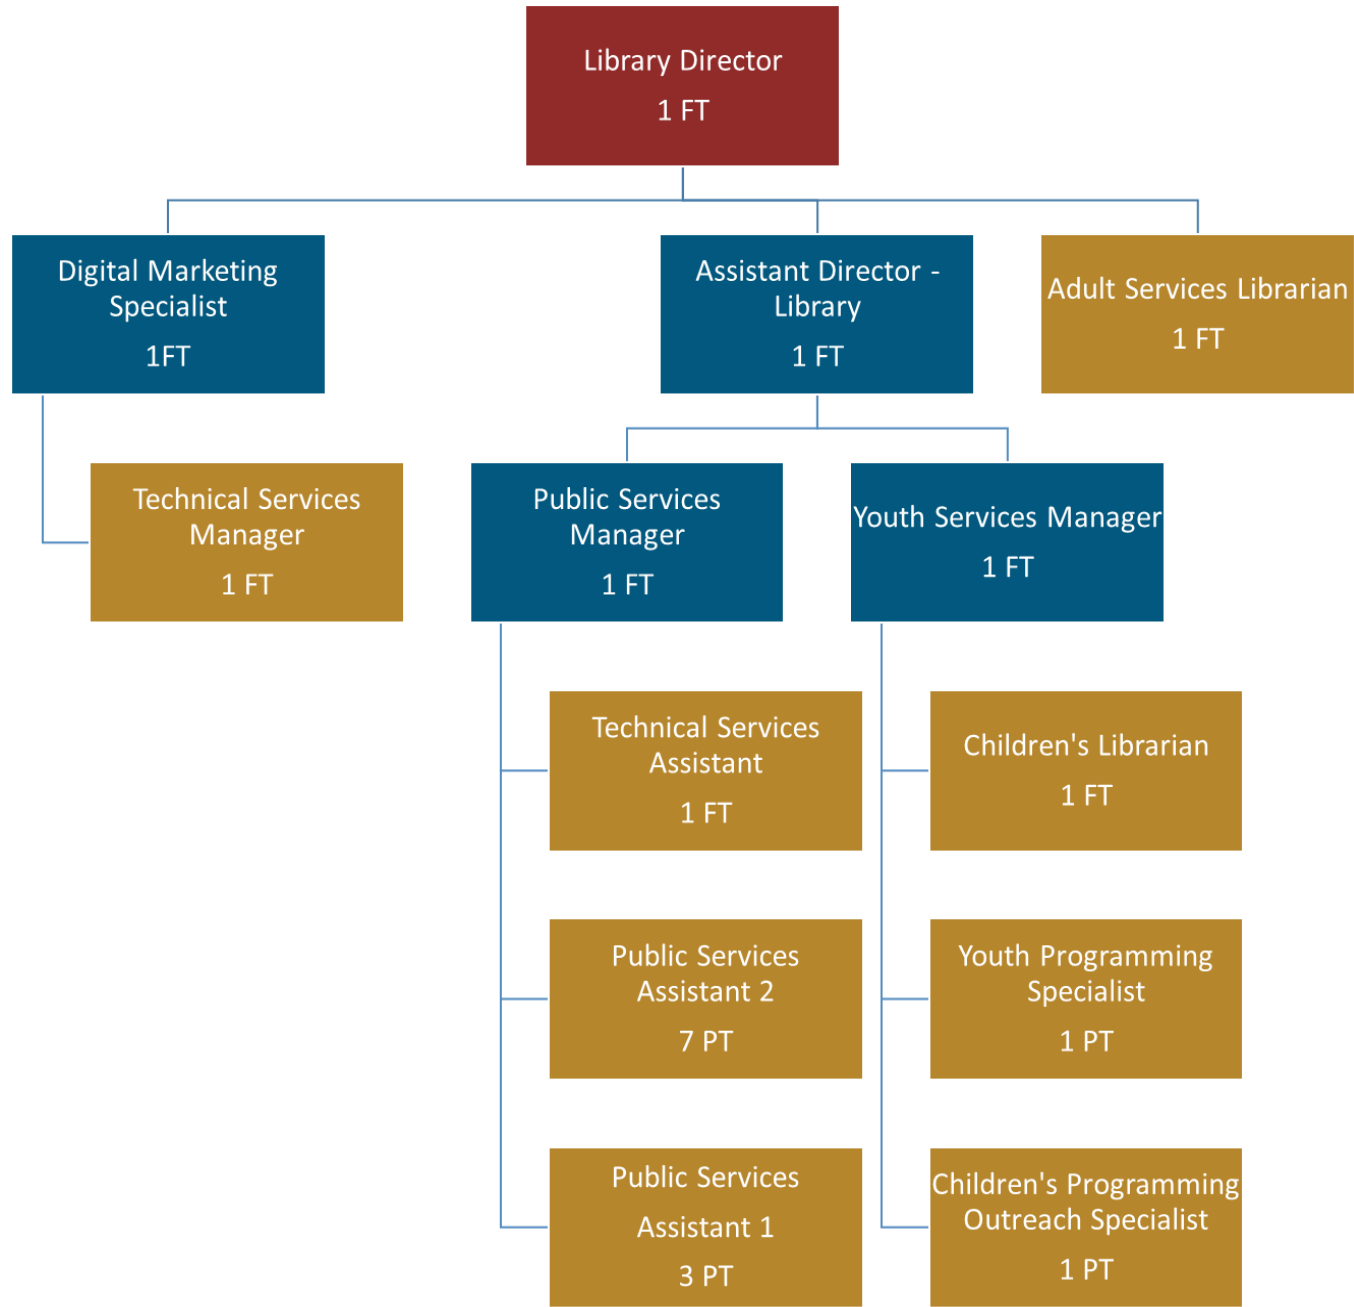 Library Director
1 FT
Digital Marketing
Specialist
1FT
Assistant Director -
Library
1 FT
Adult Services Librarian
1 FT
Technical Services
Manager
1 FT
Public Services
Manager
1 FT
Youth Services Manager
1 FT
Technical Services
Assistant
1 FT
Children's Librarian
1 FT
Public Services
Assistant 2
7 PT
Youth Programming
Specialist
1 PT
Public Services
Assistant 1
3 PT
Children's Programming
Outreach Specialist
1 PT